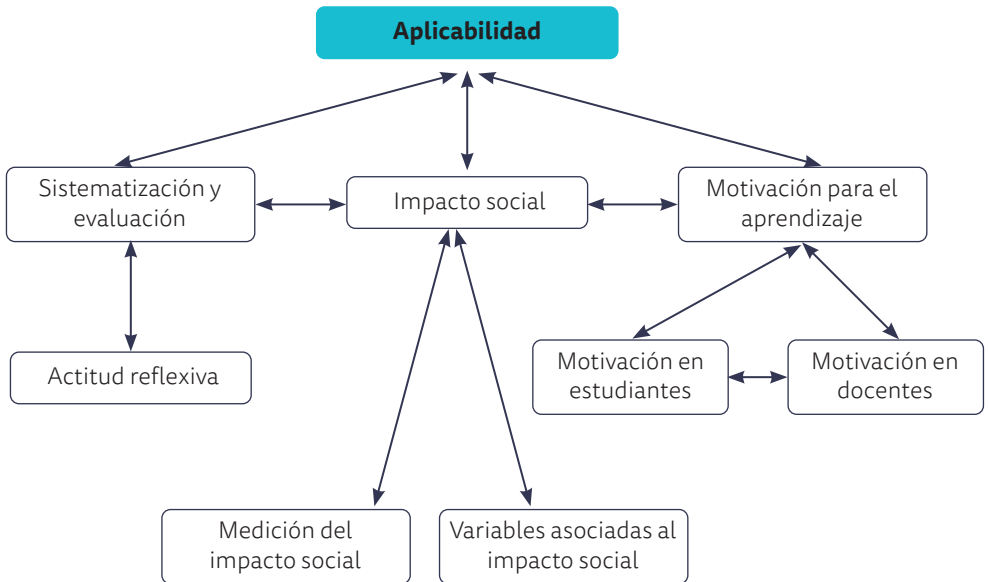 Aplicabilidad
Sistematización y
evaluación
Impacto social
Motivación para el
aprendizaje
Actitud reflexiva
Motivación en
estudiantes
Motivación en
docentes
Medición del
impacto social
Variables asociadas al
impacto social